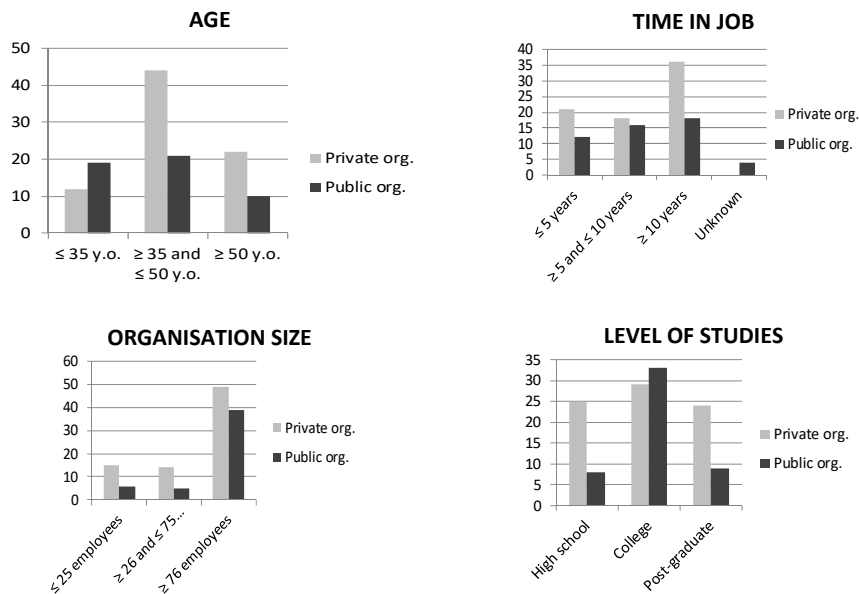 AGE
50
40
30
20
10
0
≤ 35 y.o.
≥ 35 and
≤ 50 y.o.
≥ 50 y.o.
Private org.
Public org.
TIME IN JOB
40
35
30
25
20
15
10
5
0
≤ 5 years
≥ 5 and ≤ 10 years
≥ 10 years
Unknown
Private org.
Public org.
ORGANISATION SIZE
60
50
40
30
20
10
0
≤ 25 employees
≥ 26 and ≤ 75...
≥ 76 employees
Private org.
Public org.
LEVEL OF STUDIES
35
30
25
20
15
10
5
0
High school
College
Post-graduate
Private org.
Public org.